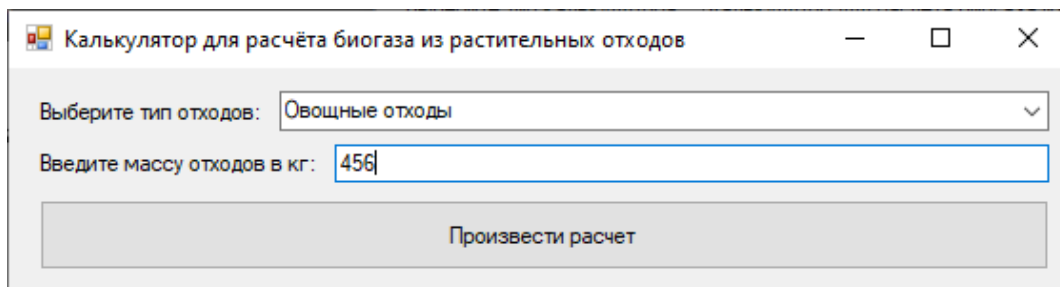 Калькулятор для расчёта биогаза из растительных отходов
Выберите тип отходов: Овощные отходы
Введите массу отходов в кг: 456
Произвести расчет